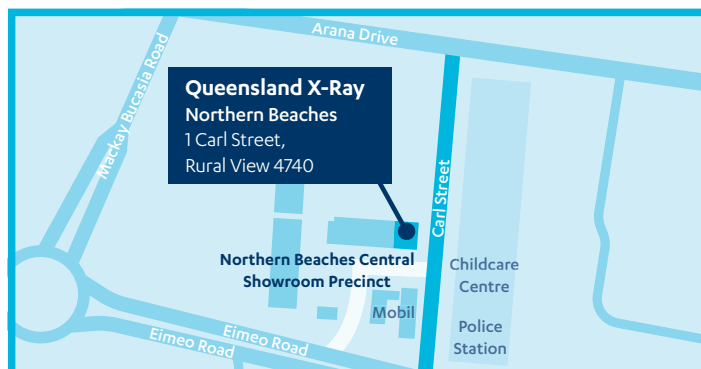 Arana Drive
Mackay Bucasia Road
Queensland X-Ray
Northern Beaches
1 Carl Street,
Rural View 4740
Carl Street
Northern Beaches Central
Showroom Precinct
Childcare
Centre
Mobil
Police
Station
Eimeo Road
Eimeo Road